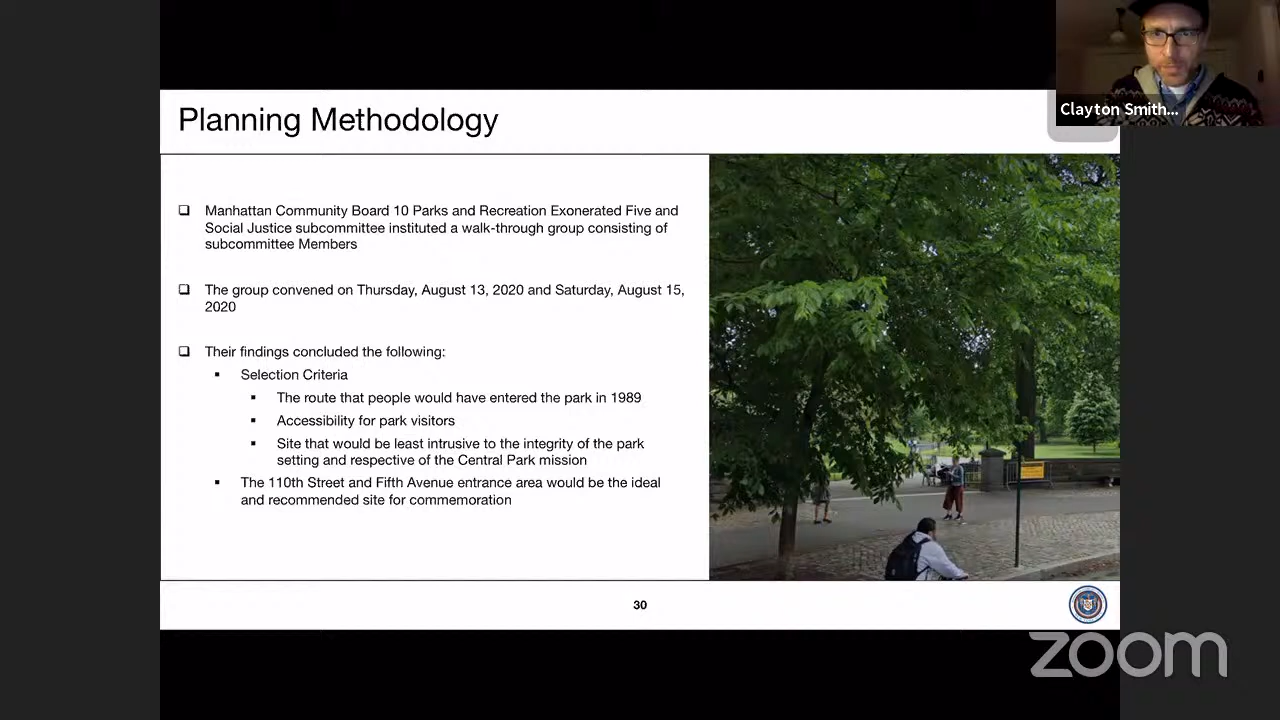 Planning Methodology
Clayton Smith...
Manhattan Community Board 10 Parks and Recreation Exonerated Five and
Social Justice subcommittee instituted a walk-through group consisting of
subcommittee Members
The group convened on Thursday, August 13, 2020 and Saturday, August 15,
2020
Their findings concluded the following:
Selection Criteria
The route that people would have entered the park in 1989
Accessibility for park visitors
Site that would be least intrusive to the integrity of the park
setting and respective of the Central Park mission
The 110th Street and Fifth Avenue entrance area would be the ideal
and recommended site for commemoration
30
zoom